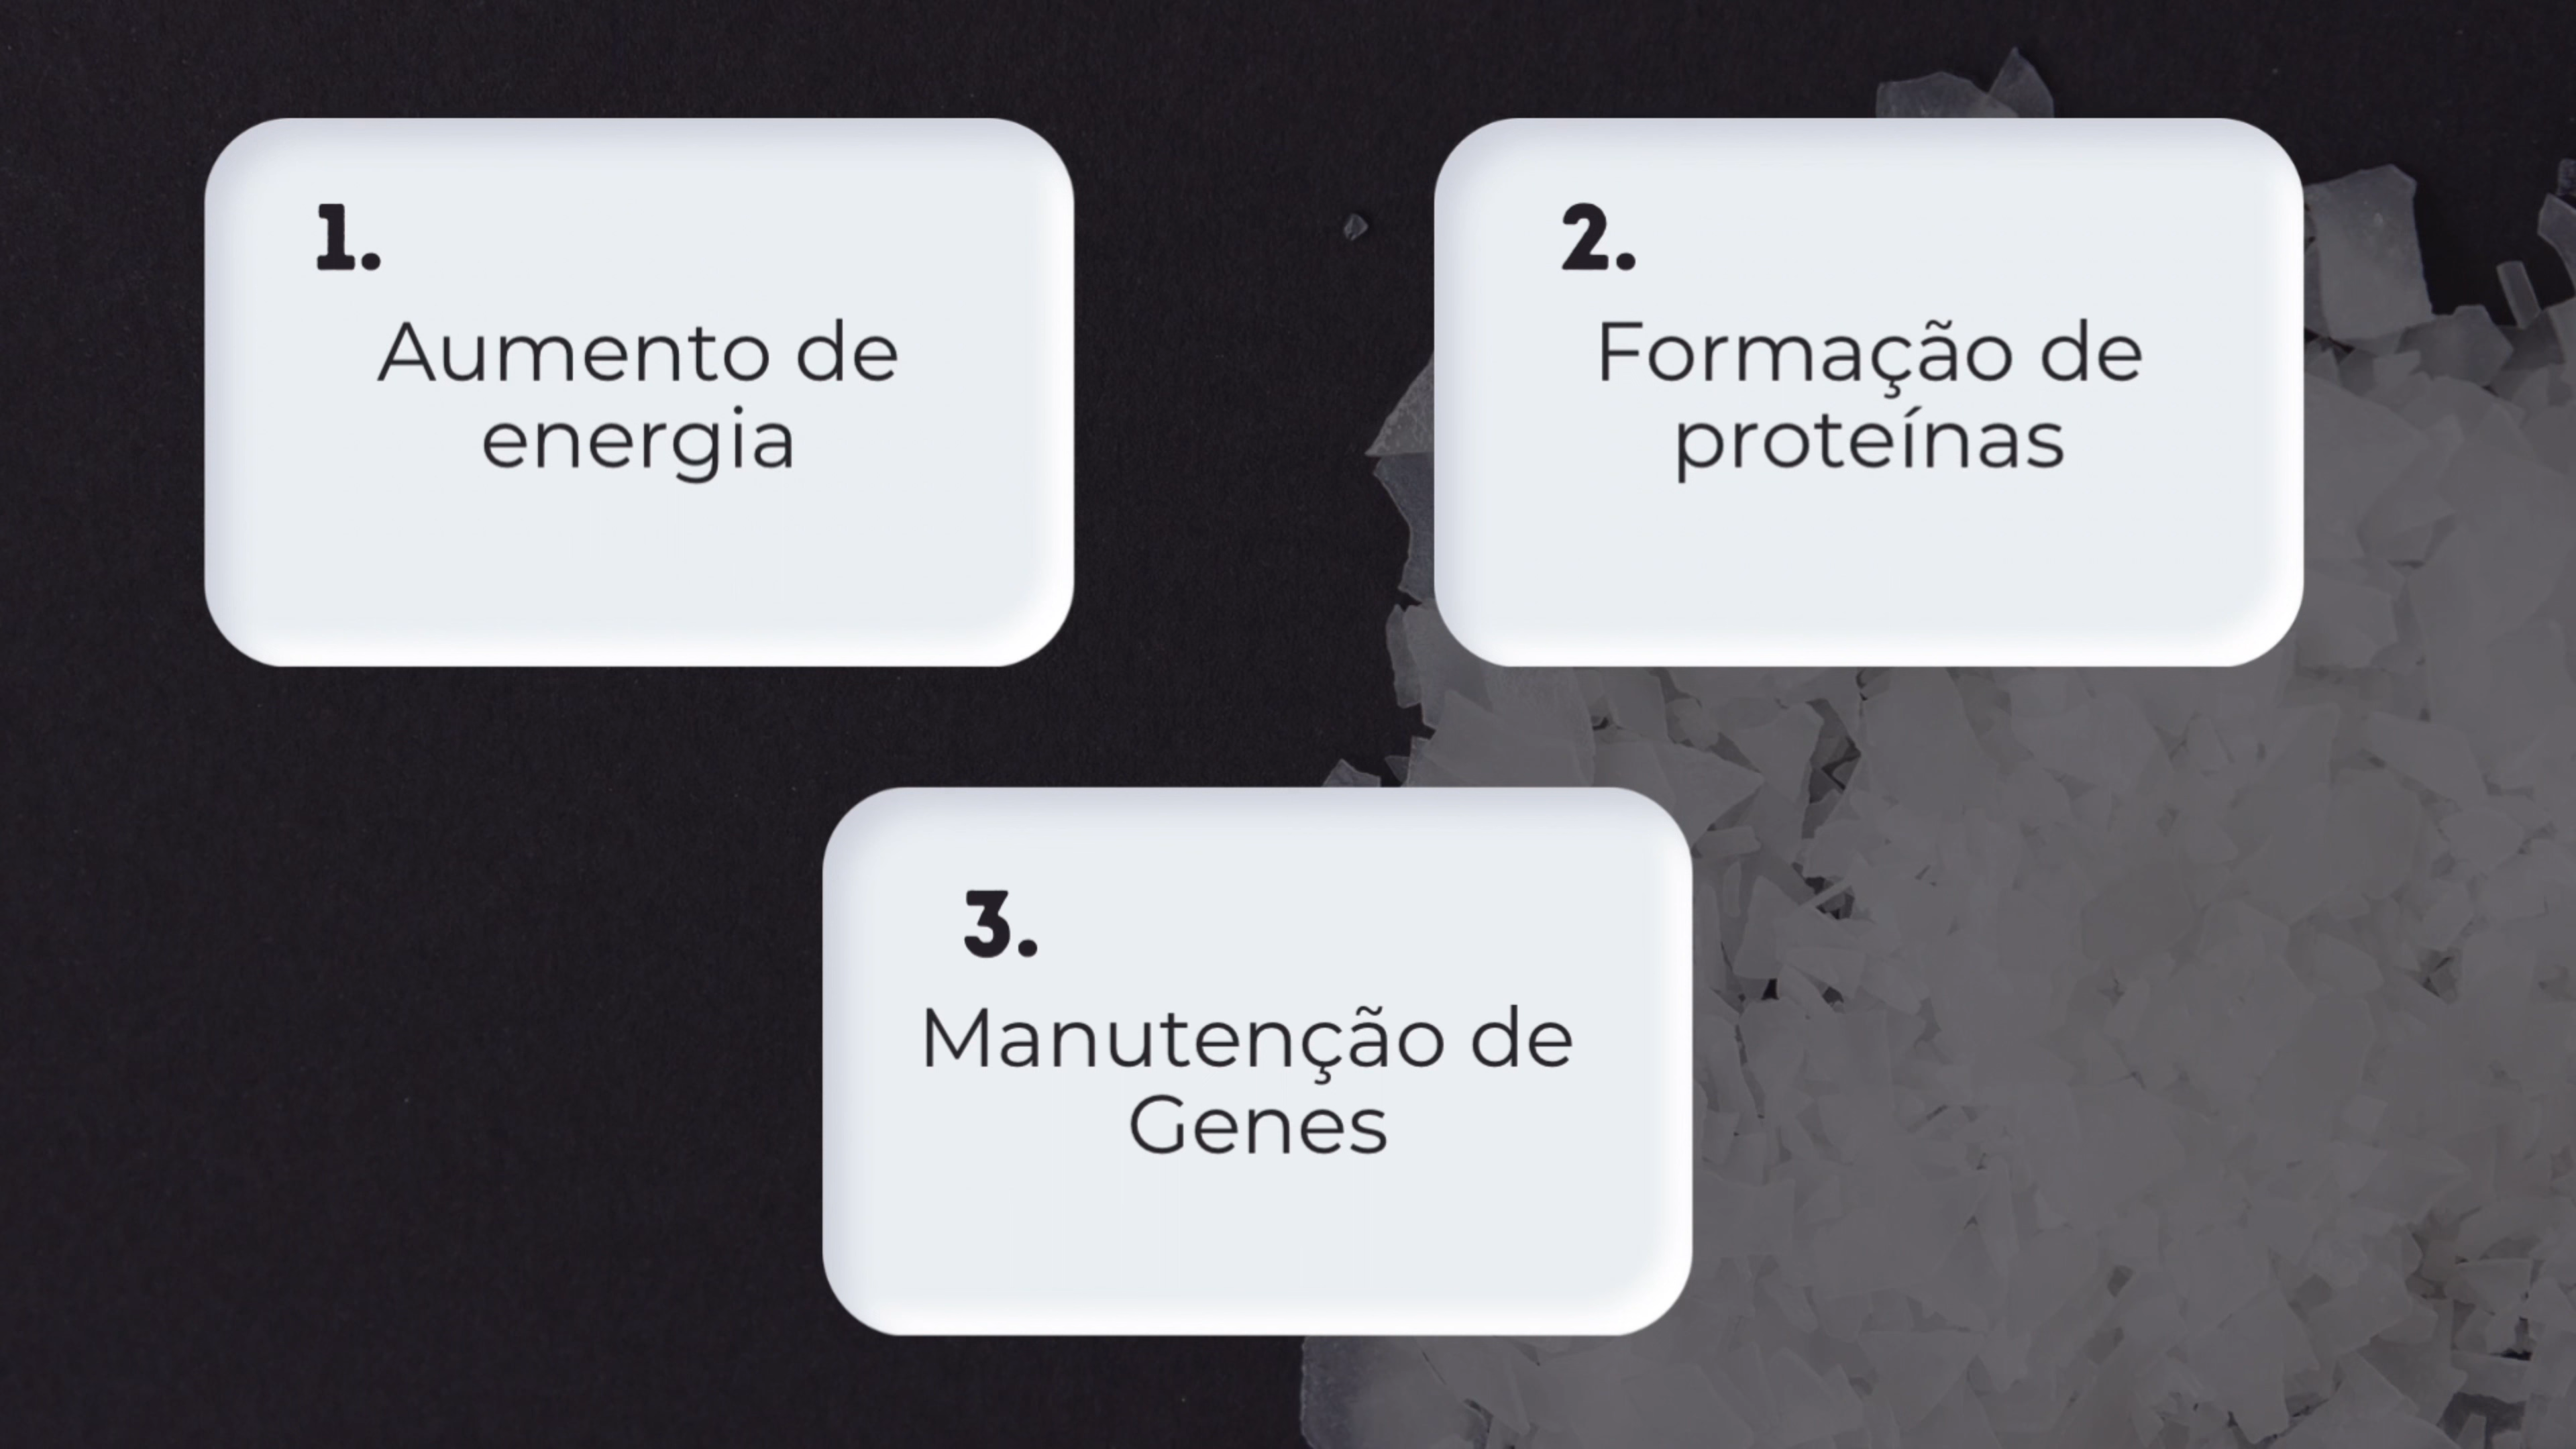 1.
Aumento de
energia
2.
Formação de
proteínas
3.
Manutenção de
Genes